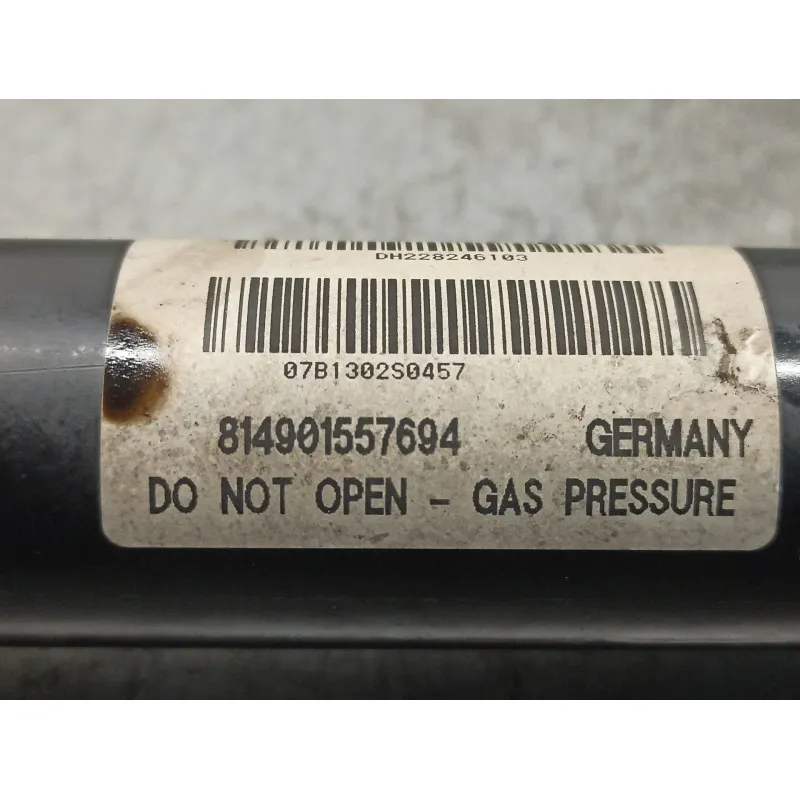 DH228246103
07B1302S0457
814901557694 GERMANY
DO NOT OPEN - GAS PRESSURE